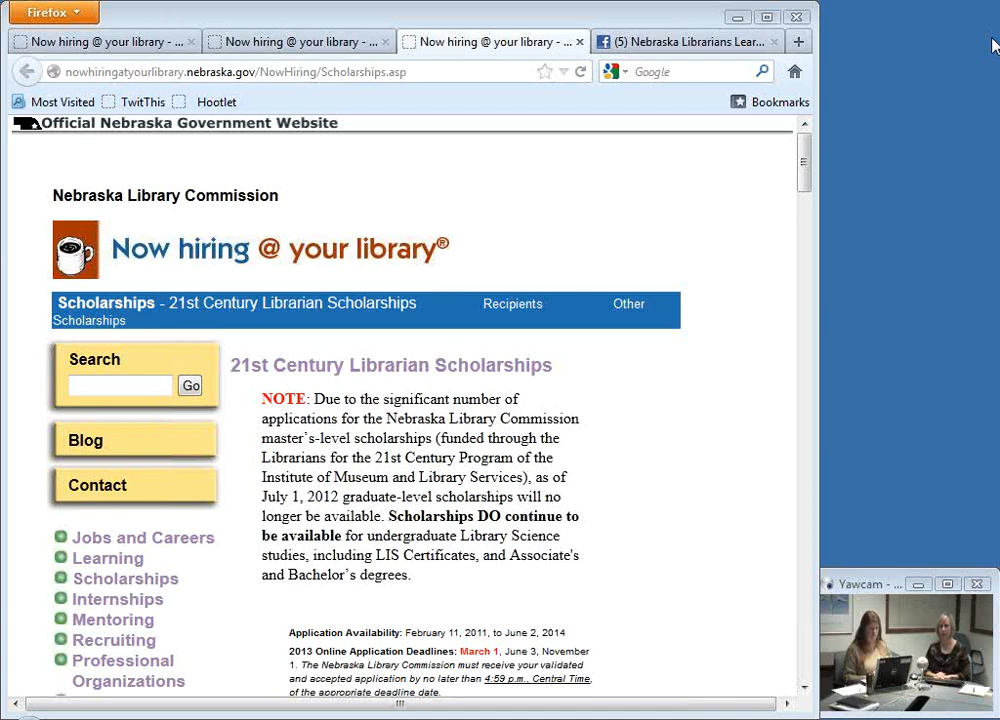 Firefox
Now hiring @ your library - ...
Now hiring @ your library - ...
Now hiring @ your library - ...
(5) Nebraska Librarians Lear...
nowhiringatyourlibrary.nebraska.gov/NowHiring/Scholarships.asp
Google
Most Visited
TwitThis
Hootlet
Bookmarks
Official Nebraska Government Website
Nebraska Library Commission
Now hiring @ your library®
Scholarships - 21st Century Librarian Scholarships Recipients Other
Scholarships
Search
Go
Blog
Contact
Jobs and Careers
Learning
Scholarships
Internships
Mentoring
Recruiting
Professional
Organizations
21st Century Librarian Scholarships
NOTE: Due to the significant number of
applications for the Nebraska Library Commission
master's-level scholarships (funded through the
Librarians for the 21st Century Program of the
Institute of Museum and Library Services), as of
July 1, 2012 graduate-level scholarships will no
longer be available. Scholarships DO continue to
be available for undergraduate Library Science
studies, including LIS Certificates, and Associate's
and Bachelor's degrees.
Application Availability: February 11, 2011, to June 2, 2014
2013 Online Application Deadlines: March 1, June 3, November
1. The Nebraska Library Commission must receive your validated
and accepted application by no later than 4:59 p.m., Central Time,
of the appropriate deadline date.
Yawcam - ...